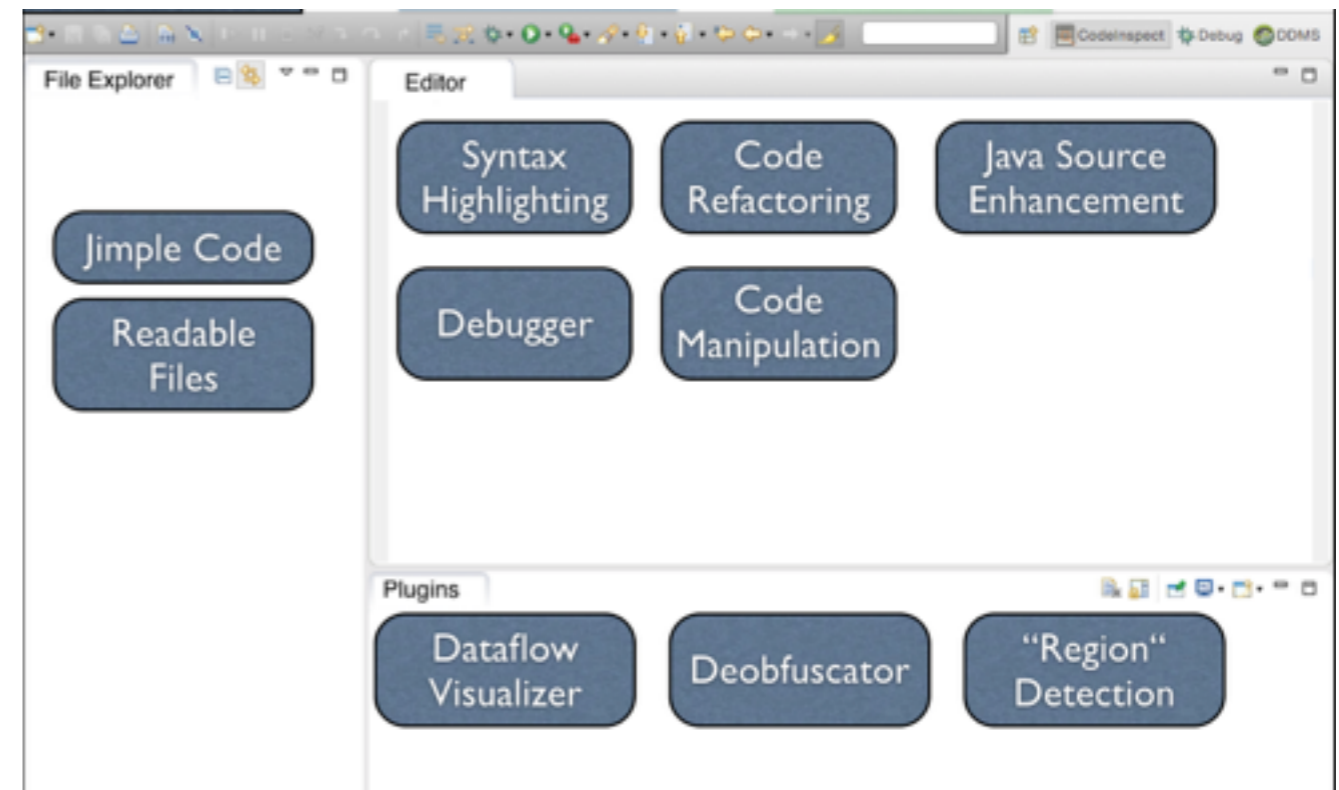 CodeInspect Debug DDMS
File Explorer
Editor
Jimple Code
Readable
Files
Syntax
Highlighting
Code
Refactoring
Java Source
Enhancement
Debugger
Code
Manipulation
Plugins
Dataflow
Visualizer
Deobfuscator
“Region“
Detection